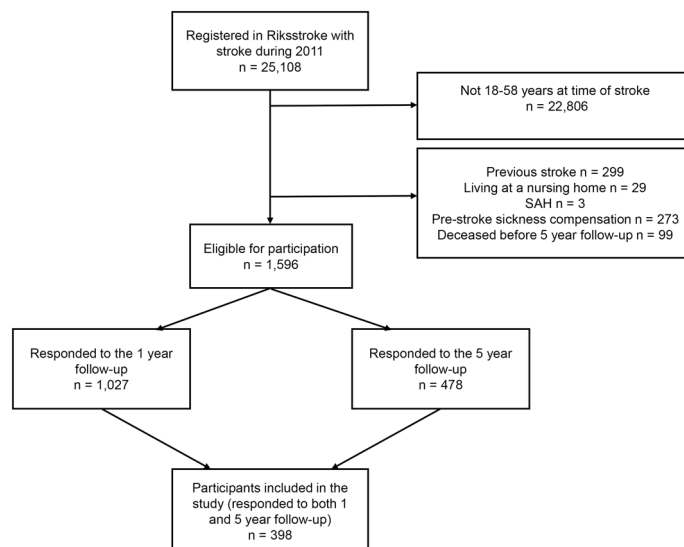 Registered in Riksstroke with
stroke during 2011
n = 25,108
Not 18-58 years at time of stroke
n = 22,806
Previous stroke n = 299
Living at a nursing home n = 29
SAH n = 3
Pre-stroke sickness compensation n = 273
Deceased before 5 year follow-up n = 99
Eligible for participation
n = 1,596
Responded to the 1 year
follow-up
n = 1,027
Responded to the 5 year
follow-up
n = 478
Participants included in the
study (responded to both 1
and 5 year follow-up)
n = 398